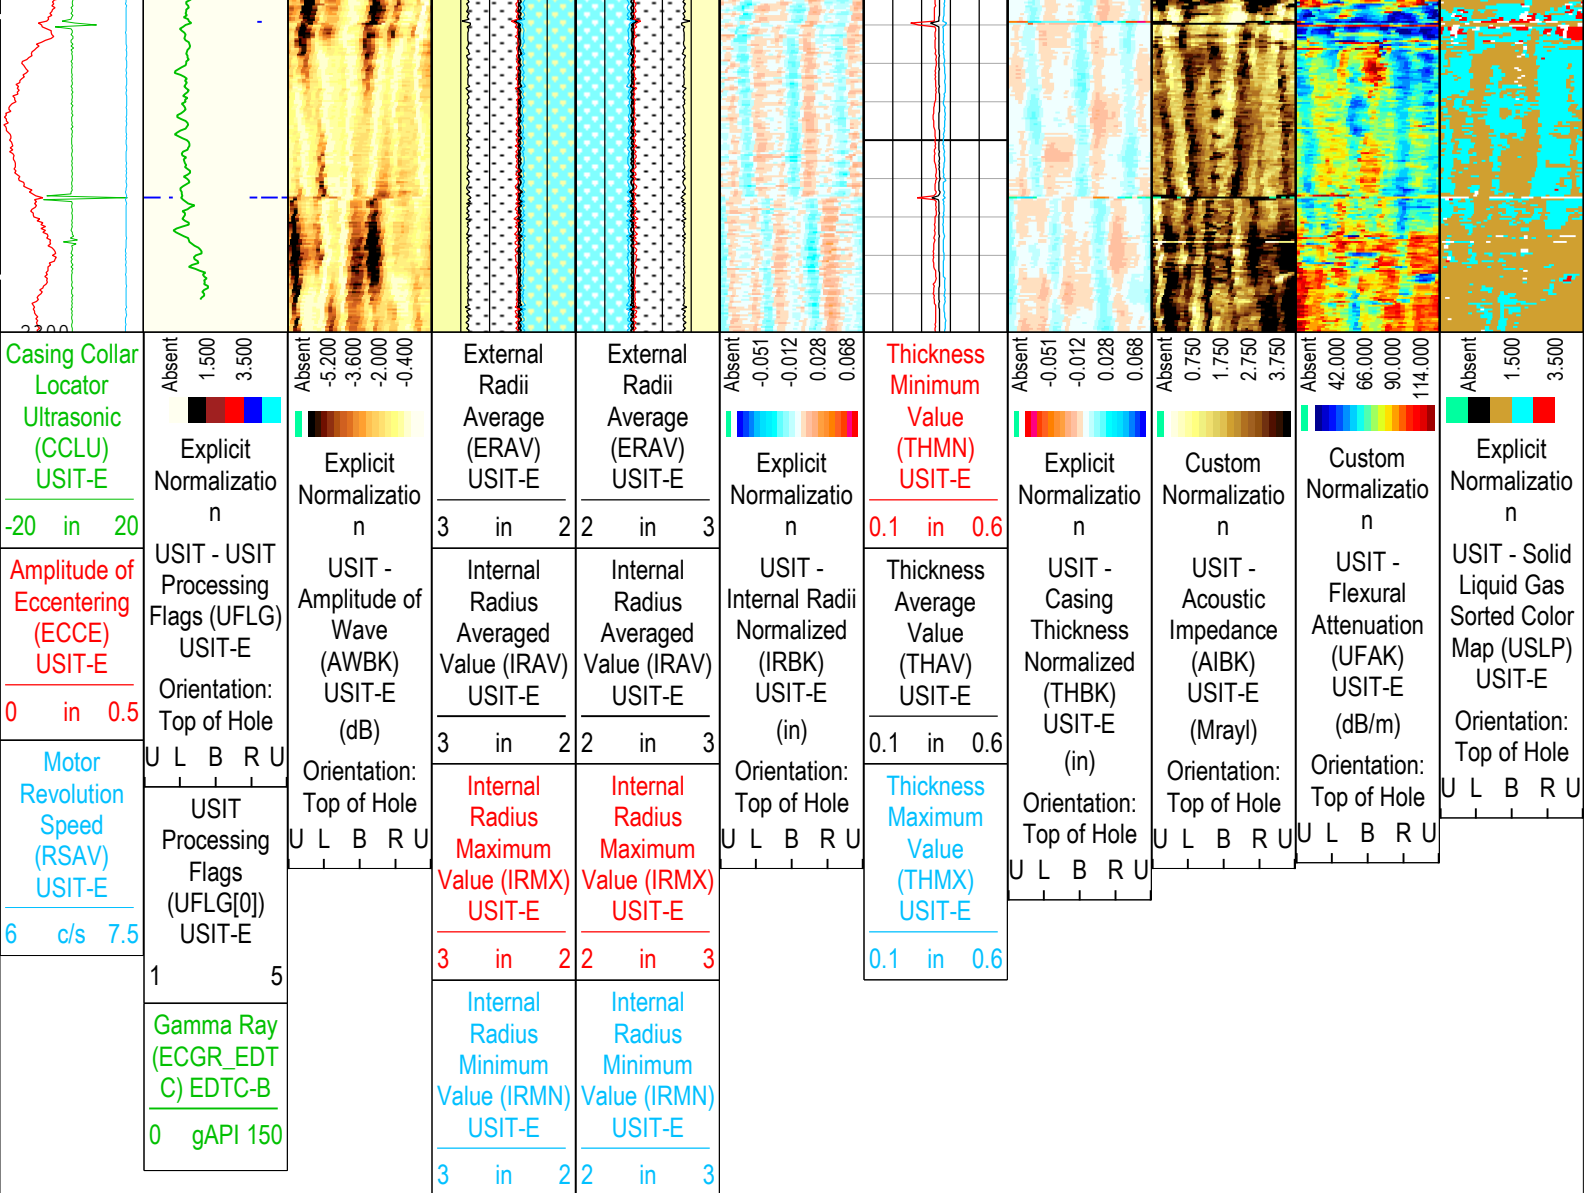 Casing Collar
Locator
Ultrasonic
(CCLU)
USIT-E
-20 in 20
Amplitude of
Eccentering
(ECCE)
USIT-E
0 in 0.5
Motor
Revolution
Speed
(RSAV)
USIT-E
6 c/s 7.5
Absent
1.500
3.500
Explicit
Normalizatio
n
USIT - USIT
Processing
Flags (UFLG)
USIT-E
Orientation:
Top of Hole
U L B R U
USIT
Processing
Flags
(UFLG[0])
USIT-E
1 5
Gamma Ray
(ECGR_EDT
C) EDTC-B
0 gAPI 150
Absent
-5.200
-3.600
-2.000
-0.400
Explicit
Normalizatio
n
USIT -
Amplitude of
Wave
(AWBK)
USIT-E
(dB)
Orientation:
Top of Hole
U L B R U
External
Radii
Average
(ERAV)
USIT-E
3 in 2
Internal
Radius
Averaged
Value (IRAV)
USIT-E
3 in 2
Internal
Radius
Maximum
Value (IRMX)
USIT-E
3 in 2
Internal
Radius
Minimum
Value (IRMN)
USIT-E
3 in 2
External
Radii
Average
(ERAV)
USIT-E
2 in 3
Internal
Radius
Averaged
Value (IRAV)
USIT-E
2 in 3
Internal
Radius
Maximum
Value (IRMX)
USIT-E
2 in 3
Internal
Radius
Minimum
Value (IRMN)
USIT-E
2 in 3
Absent
-0.051
-0.012
0.028
0.068
Explicit
Normalizatio
n
USIT -
Internal Radii
Normalized
(IRBK)
USIT-E
(in)
Orientation:
Top of Hole
U L B R U
Thickness
Minimum
Value
(THMN)
USIT-E
0.1 in 0.6
Thickness
Average
Value
(THAV)
USIT-E
0.1 in 0.6
Thickness
Maximum
Value
(THMX)
USIT-E
0.1 in 0.6
Absent
-0.051
-0.012
0.028
0.068
Explicit
Normalizatio
n
USIT -
Casing
Thickness
Normalized
(THBK)
USIT-E
(in)
Orientation:
Top of Hole
U L B R U
Absent
0.750
1.750
2.750
3.750
Custom
Normalizatio
n
USIT -
Acoustic
Impedance
(AIBK)
USIT-E
(Mrayl)
Orientation:
Top of Hole
U L B R U
Absent
42.000
66.000
90.000
114.000
Custom
Normalizatio
n
USIT -
Flexural
Attenuation
(UFAK)
USIT-E
(dB/m)
Orientation:
Top of Hole
U L B R U
Absent
1.500
3.500
Explicit
Normalizatio
n
USIT - Solid
Liquid Gas
Sorted Color
Map (USLP)
USIT-E
Orientation:
Top of Hole
U L B R U